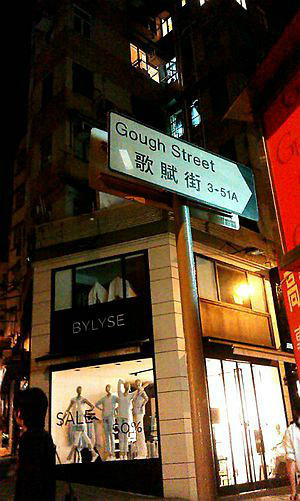 Gough Street
歌賦街 3-51A
BYLYSE
SALE 50%